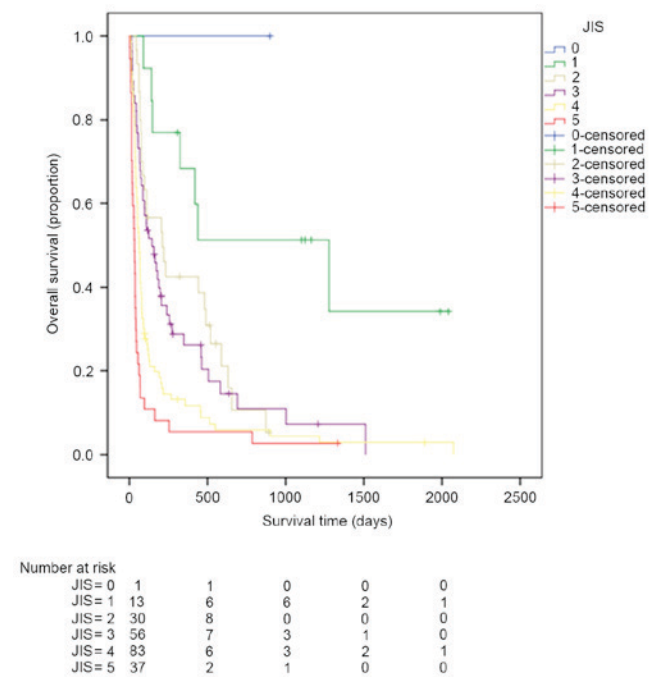 JIS
0
1
2
3
4
5
0-censored
1-censored
2-censored
3-censored
4-censored
5-censored
Overall survival (proportion)
1.0
0.8
0.6
0.4
0.2
0.0
0 500 1000 1500 2000 2500
Survival time (days)
Number at risk
JIS= 0 1 1 0 0 0
JIS= 1 13 6 6 2 1
JIS= 2 30 8 0 0 0
JIS= 3 56 7 3 1 0
JIS= 4 83 6 3 2 1
JIS= 5 37 2 1 0 0